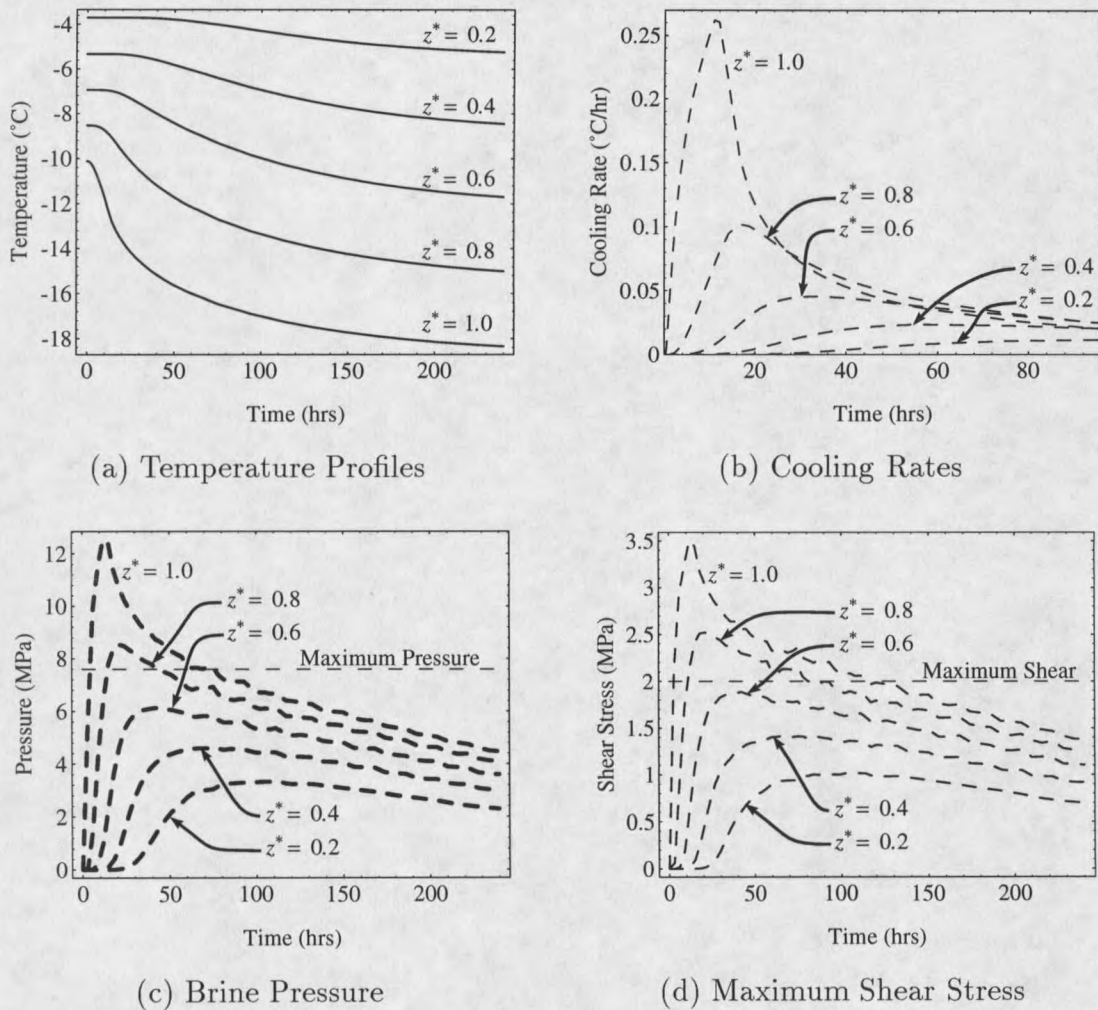 -4
-6
-8
-10
-12
-14
-16
-18
Temperature (°C)
z* = 0.2
z* = 0.4
z* = 0.6
z* = 0.8
z* = 1.0
0 50 100 150 200
Time (hrs)
(a) Temperature Profiles
0.25
0.2
0.15
0.1
0.05
0
Cooling Rate (°C/hr)
z* = 1.0
z* = 0.8
z* = 0.6
z* = 0.4
z* = 0.2
0 20 40 60 80
Time (hrs)
(b) Cooling Rates
12
10
8
6
4
2
0
Pressure (MPa)
z* = 1.0
z* = 0.8
z* = 0.6
Maximum Pressure
z* = 0.4
z* = 0.2
0 50 100 150 200
Time (hrs)
(c) Brine Pressure
3.5
3
2.5
2
1.5
1
0.5
0
Shear Stress (MPa)
z* = 1.0
z* = 0.8
z* = 0.6
Maximum Shear
z* = 0.4
z* = 0.2
0 50 100 150 200
Time (hrs)
(d) Maximum Shear Stress